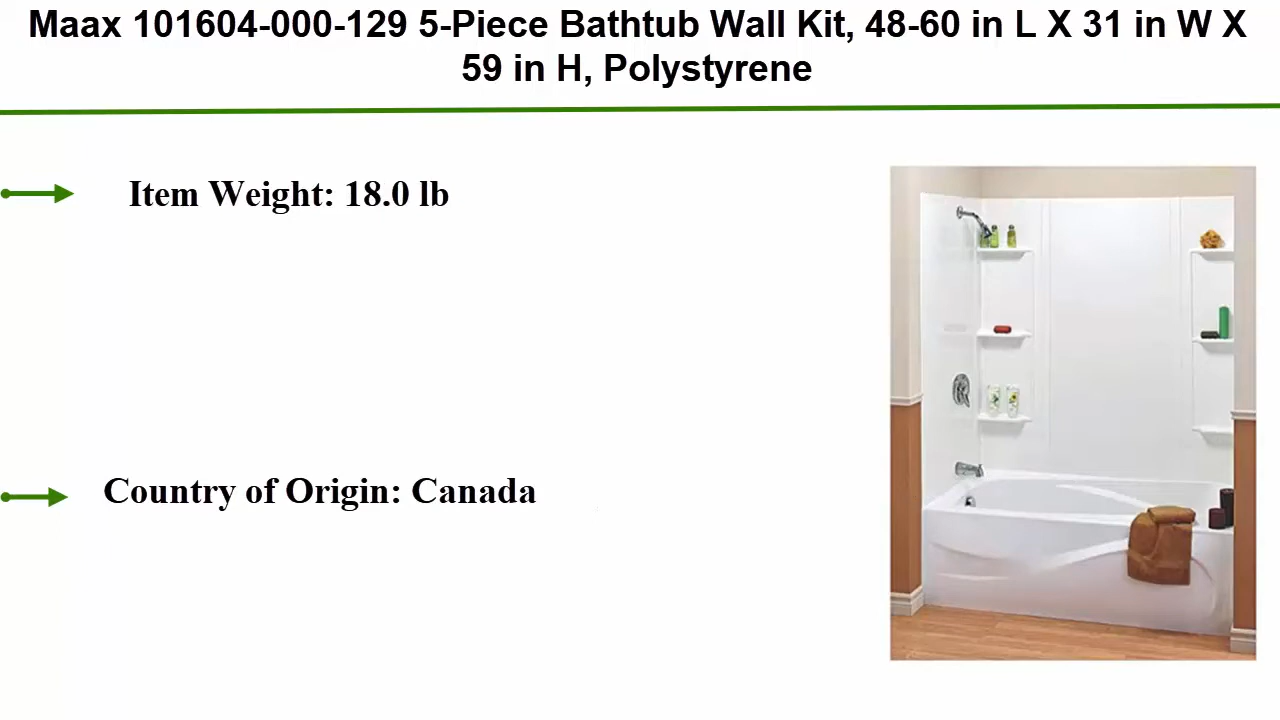 Maax 101604-000-129 5-Piece Bathtub Wall Kit, 48-60 in L X 31 in W X
59 in H, Polystyrene
Item Weight: 18.0 lb
Country of Origin: Canada